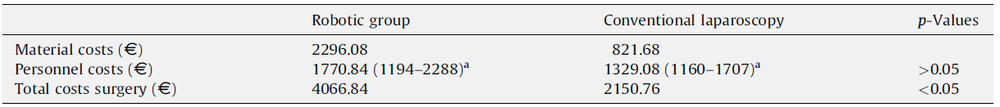 Robotic group Conventional laparoscopy p-Values
Material costs (€) 2296.08 821.68
Personnel costs (€) 1770.84 (1194–2288)a 1329.08 (1160–1707)a >0.05
Total costs surgery (€) 4066.84 2150.76 <0.05